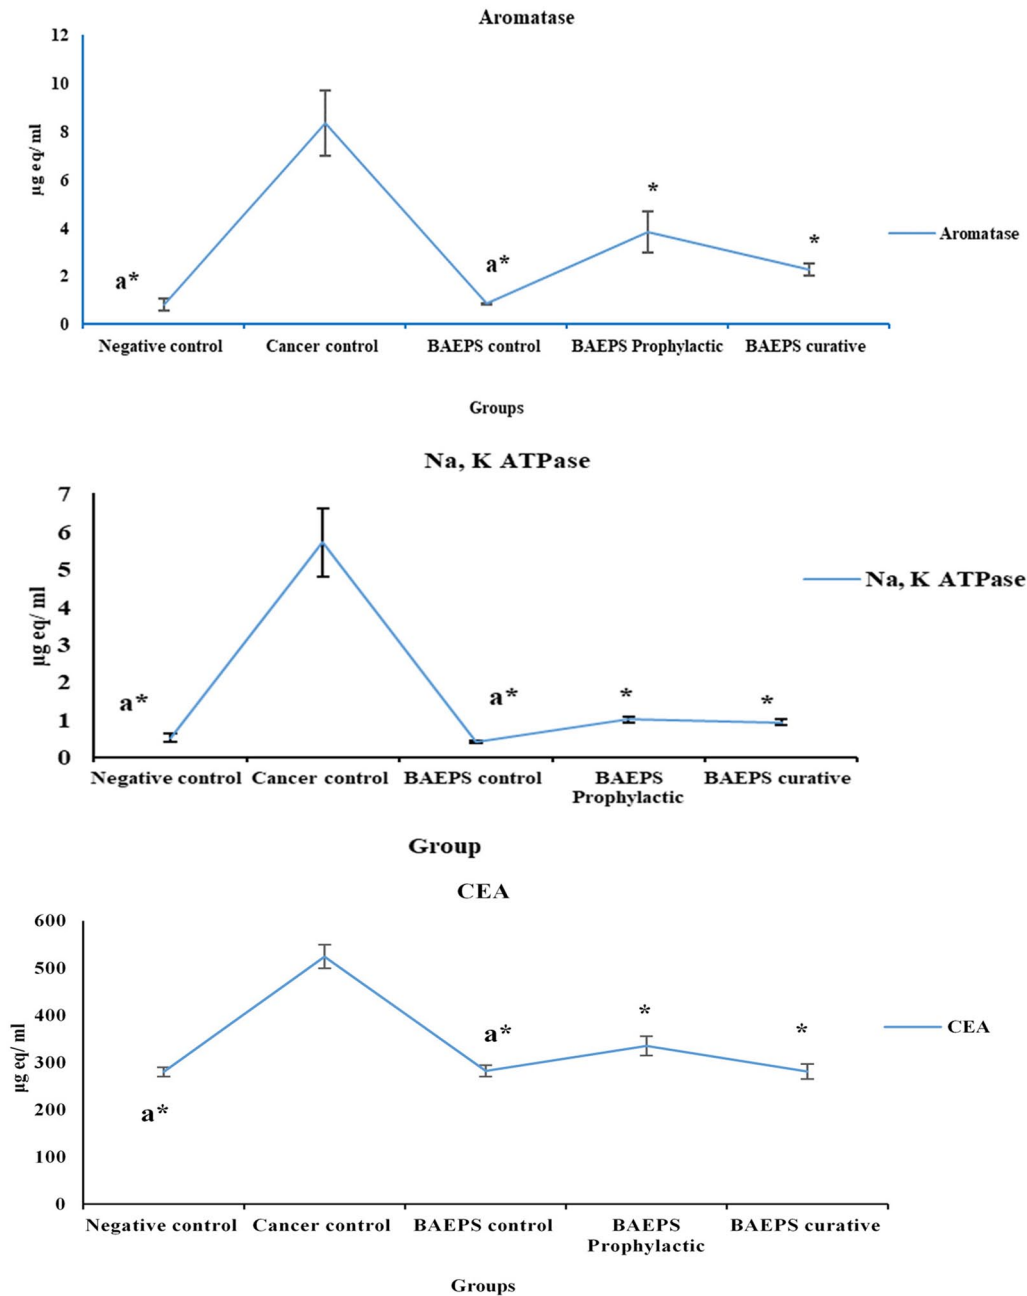 Aromatase
12
10
8
6
4
2
0
µg eq/ ml
a*
a*
*
*
Aromatase
Negative control Cancer control BAEPS control BAEPS Prophylactic BAEPS curative
Groups
Na, K ATPase
7
6
5
4
3
2
1
0
µg eq/ ml
a*
a*
*
*
Na, K ATPase
Negative control Cancer control BAEPS control BAEPS Prophylactic BAEPS curative
Group
CEA
600
500
400
300
200
100
0
µg eq/ ml
a*
a*
*
*
CEA
Negative control Cancer control BAEPS control BAEPS Prophylactic BAEPS curative
Groups